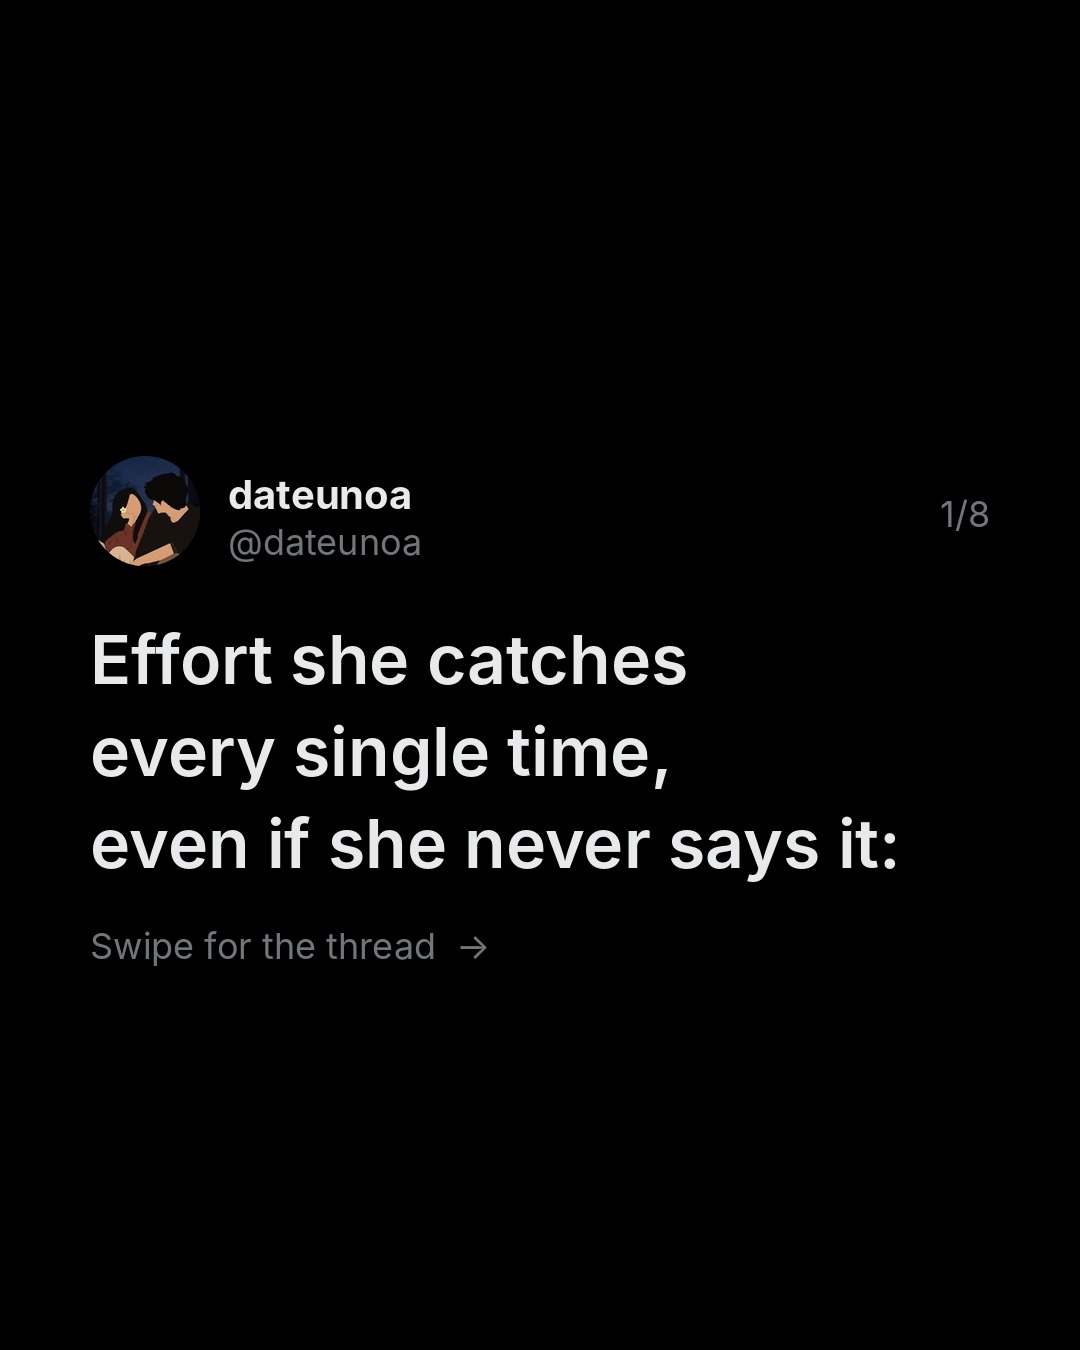 dateunoa
@dateunoa
1/8
Effort she catches
every single time,
even if she never says it:
Swipe for the thread →